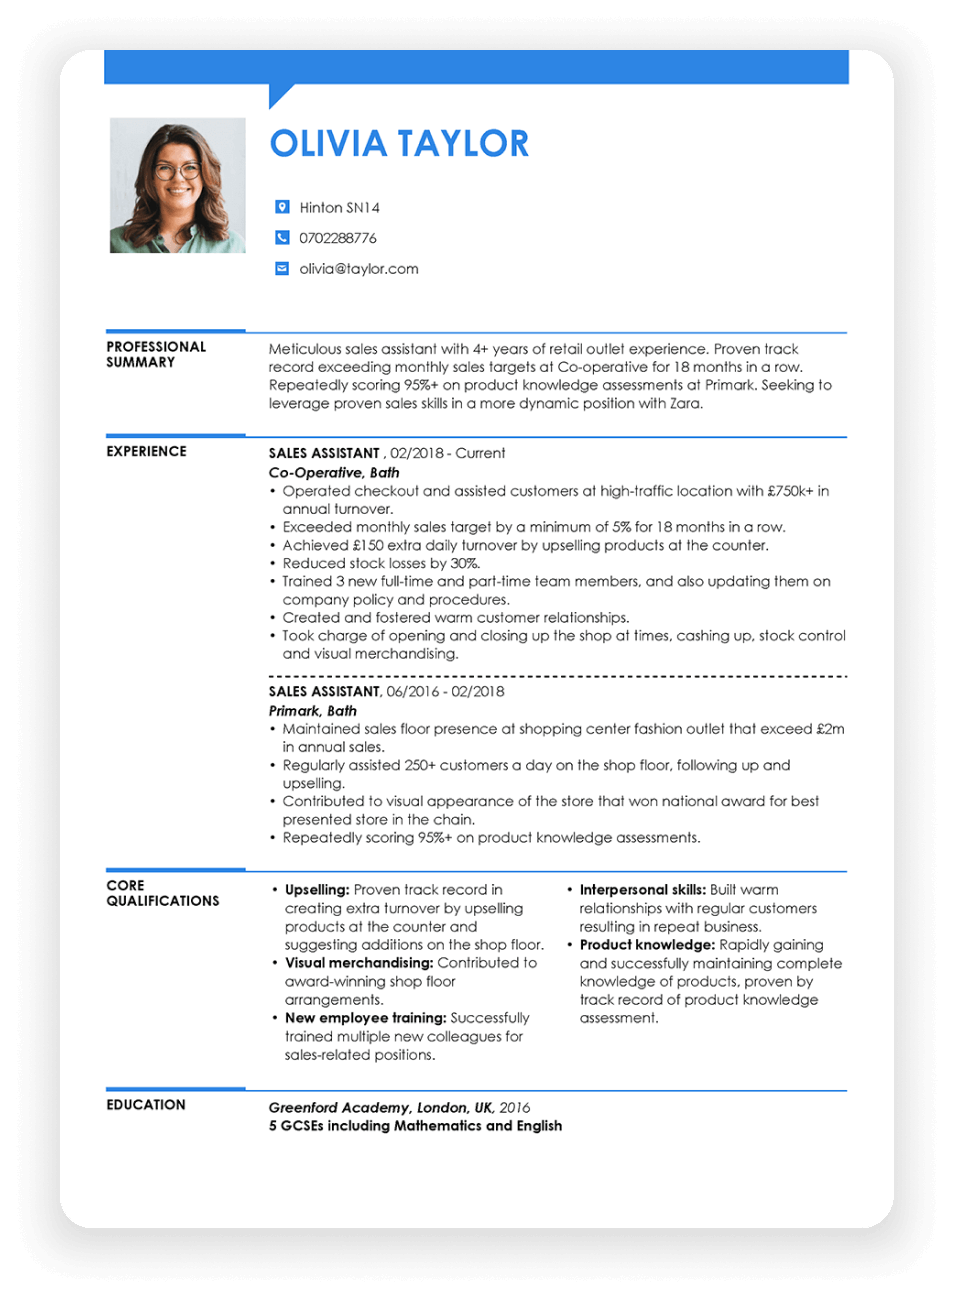 OLIVIA TAYLOR
Hinton SN14
0702288776
olivia@taylor.com
PROFESSIONAL
SUMMARY
Meticulous sales assistant with 4+ years of retail outlet experience. Proven track
record exceeding monthly sales targets at Co-operative for 18 months in a row.
Repeatedly scoring 95%+ on product knowledge assessments at Primark. Seeking to
leverage proven sales skills in a more dynamic position with Zara.
EXPERIENCE
SALES ASSISTANT , 02/2018 - Current
Co-Operative, Bath
• Operated checkout and assisted customers at high-traffic location with £750k+ in
annual turnover.
• Exceeded monthly sales target by a minimum of 5% for 18 months in a row.
• Achieved £150 extra daily turnover by upselling products at the counter.
• Reduced stock losses by 30%.
• Trained 3 new full-time and part-time team members, and also updating them on
company policy and procedures.
• Created and fostered warm customer relationships.
• Took charge of opening and closing up the shop at times, cashing up, stock control
and visual merchandising.
SALES ASSISTANT, 06/2016 - 02/2018
Primark, Bath
• Maintained sales floor presence at shopping center fashion outlet that exceed £2m
in annual sales.
• Regularly assisted 250+ customers a day on the shop floor, following up and
upselling.
• Contributed to visual appearance of the store that won national award for best
presented store in the chain.
• Repeatedly scoring 95%+ on product knowledge assessments.
CORE
QUALIFICATIONS
• Upselling: Proven track record in
creating extra turnover by upselling
products at the counter and
suggesting additions on the shop floor.
• Visual merchandising: Contributed to
award-winning shop floor
arrangements.
• New employee training: Successfully
trained multiple new colleagues for
sales-related positions.
• Interpersonal skills: Built warm
relationships with regular customers
resulting in repeat business.
• Product knowledge: Rapidly gaining
and successfully maintaining complete
knowledge of products, proven by
track record of product knowledge
assessment.
EDUCATION
Greenford Academy, London, UK, 2016
5 GCSEs including Mathematics and English